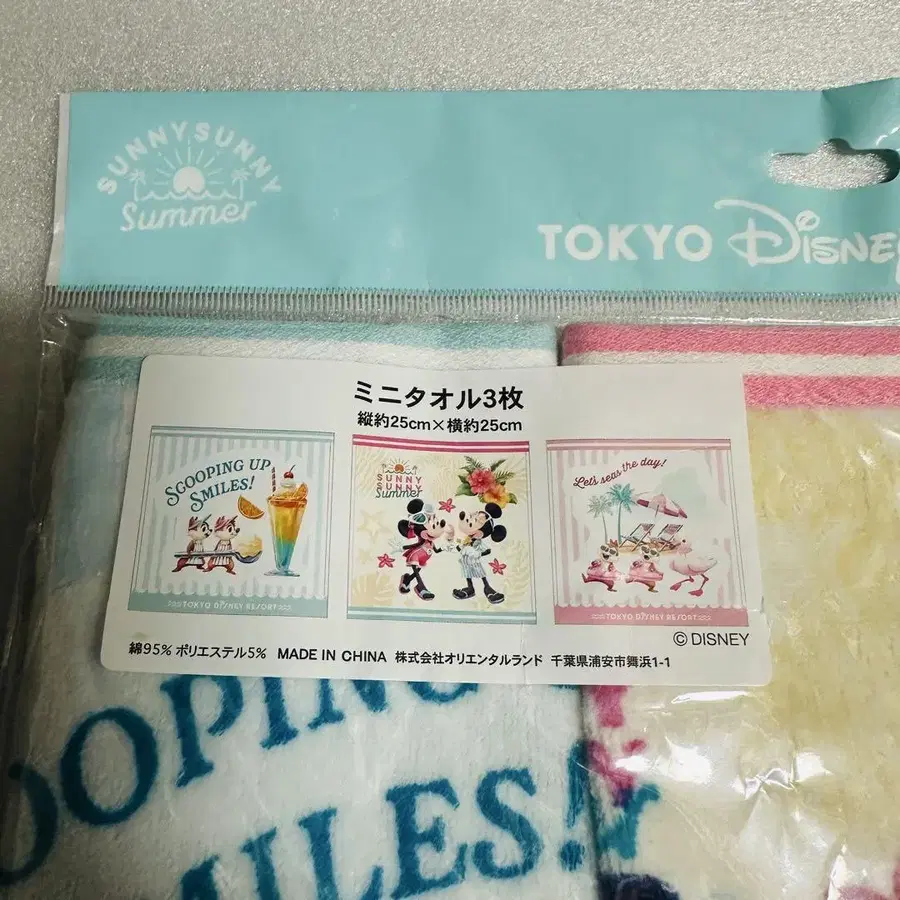 SUNNY SUNNY
Summer
TOKYO DISNEY
ミニタオル3枚
縦約25cm×横約25cm
SCOOPING UP
SMILES!
TOKYO DISNEY RESORT
SUNNY
SUNNY
Summer
Let's seas the day!
TOKYO DISNEY RESORT
© DISNEY
綿95% ポリエステル5% MADE IN CHINA 株式会社オリエンタルランド 千葉県浦安市舞浜1-1
OOPING
MILES!